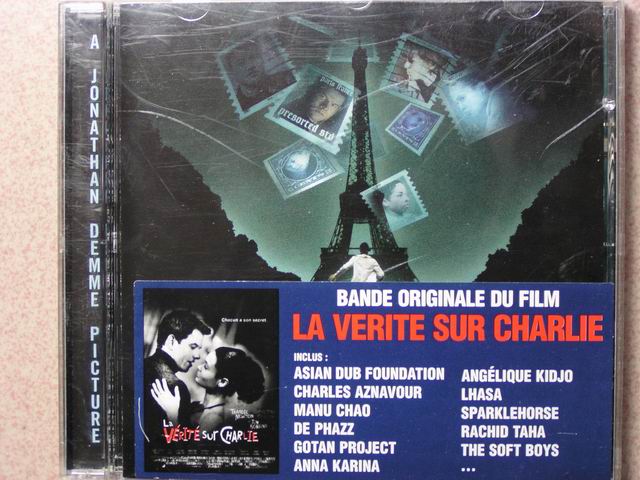 A JONATHAN DEMME PICTURE
presorted std
BANDE ORIGINALE DU FILM
LA VERITE SUR CHARLIE
INCLUS :
ASIAN DUB FOUNDATION
CHARLES AZNAVOUR
MANU CHAO
DE PHAZZ
GOTAN PROJECT
ANNA KARINA
ANGÉLIQUE KIDJO
LHASA
SPARKLEHORSE
RACHID TAHA
THE SOFT BOYS
...
Chacun a son secret.
La
VÉRITÉ SUR CHARLIE